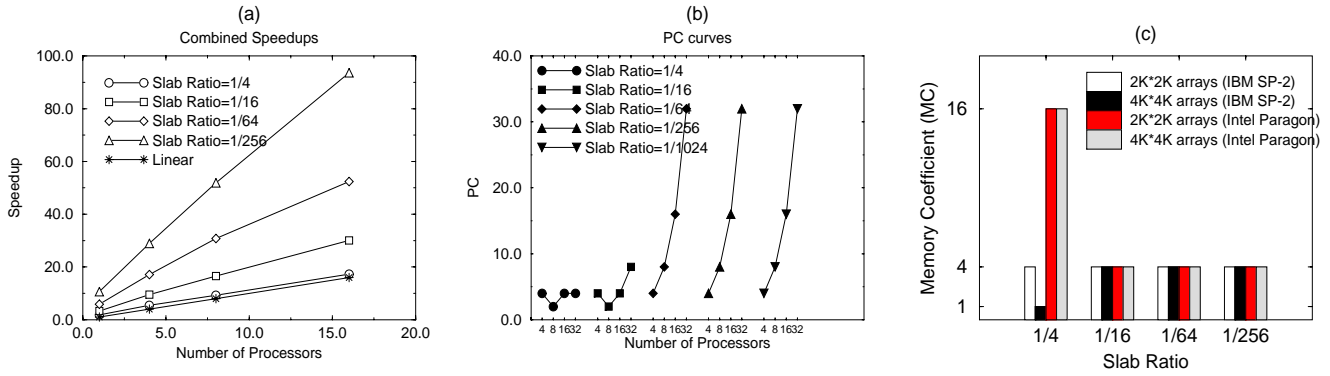 (a)
Combined Speedups
100.0
80.0
60.0
40.0
20.0
0.0
Speedup
Slab Ratio=1/4
Slab Ratio=1/16
Slab Ratio=1/64
Slab Ratio=1/256
Linear
0.0 5.0 10.0 15.0 20.0
Number of Processors
(b)
PC curves
40.0
30.0
20.0
10.0
0.0
PC
Slab Ratio=1/4
Slab Ratio=1/16
Slab Ratio=1/64
Slab Ratio=1/256
Slab Ratio=1/1024
4 8 1632 4 8 1632 4 8 1632 4 8 1632 4 8 1632
Number of Processors
(c)
16
4
1
Memory Coefficient (MC)
2K*2K arrays (IBM SP-2)
4K*4K arrays (IBM SP-2)
2K*2K arrays (Intel Paragon)
4K*4K arrays (Intel Paragon)
1/4 1/16 1/64 1/256
Slab Ratio